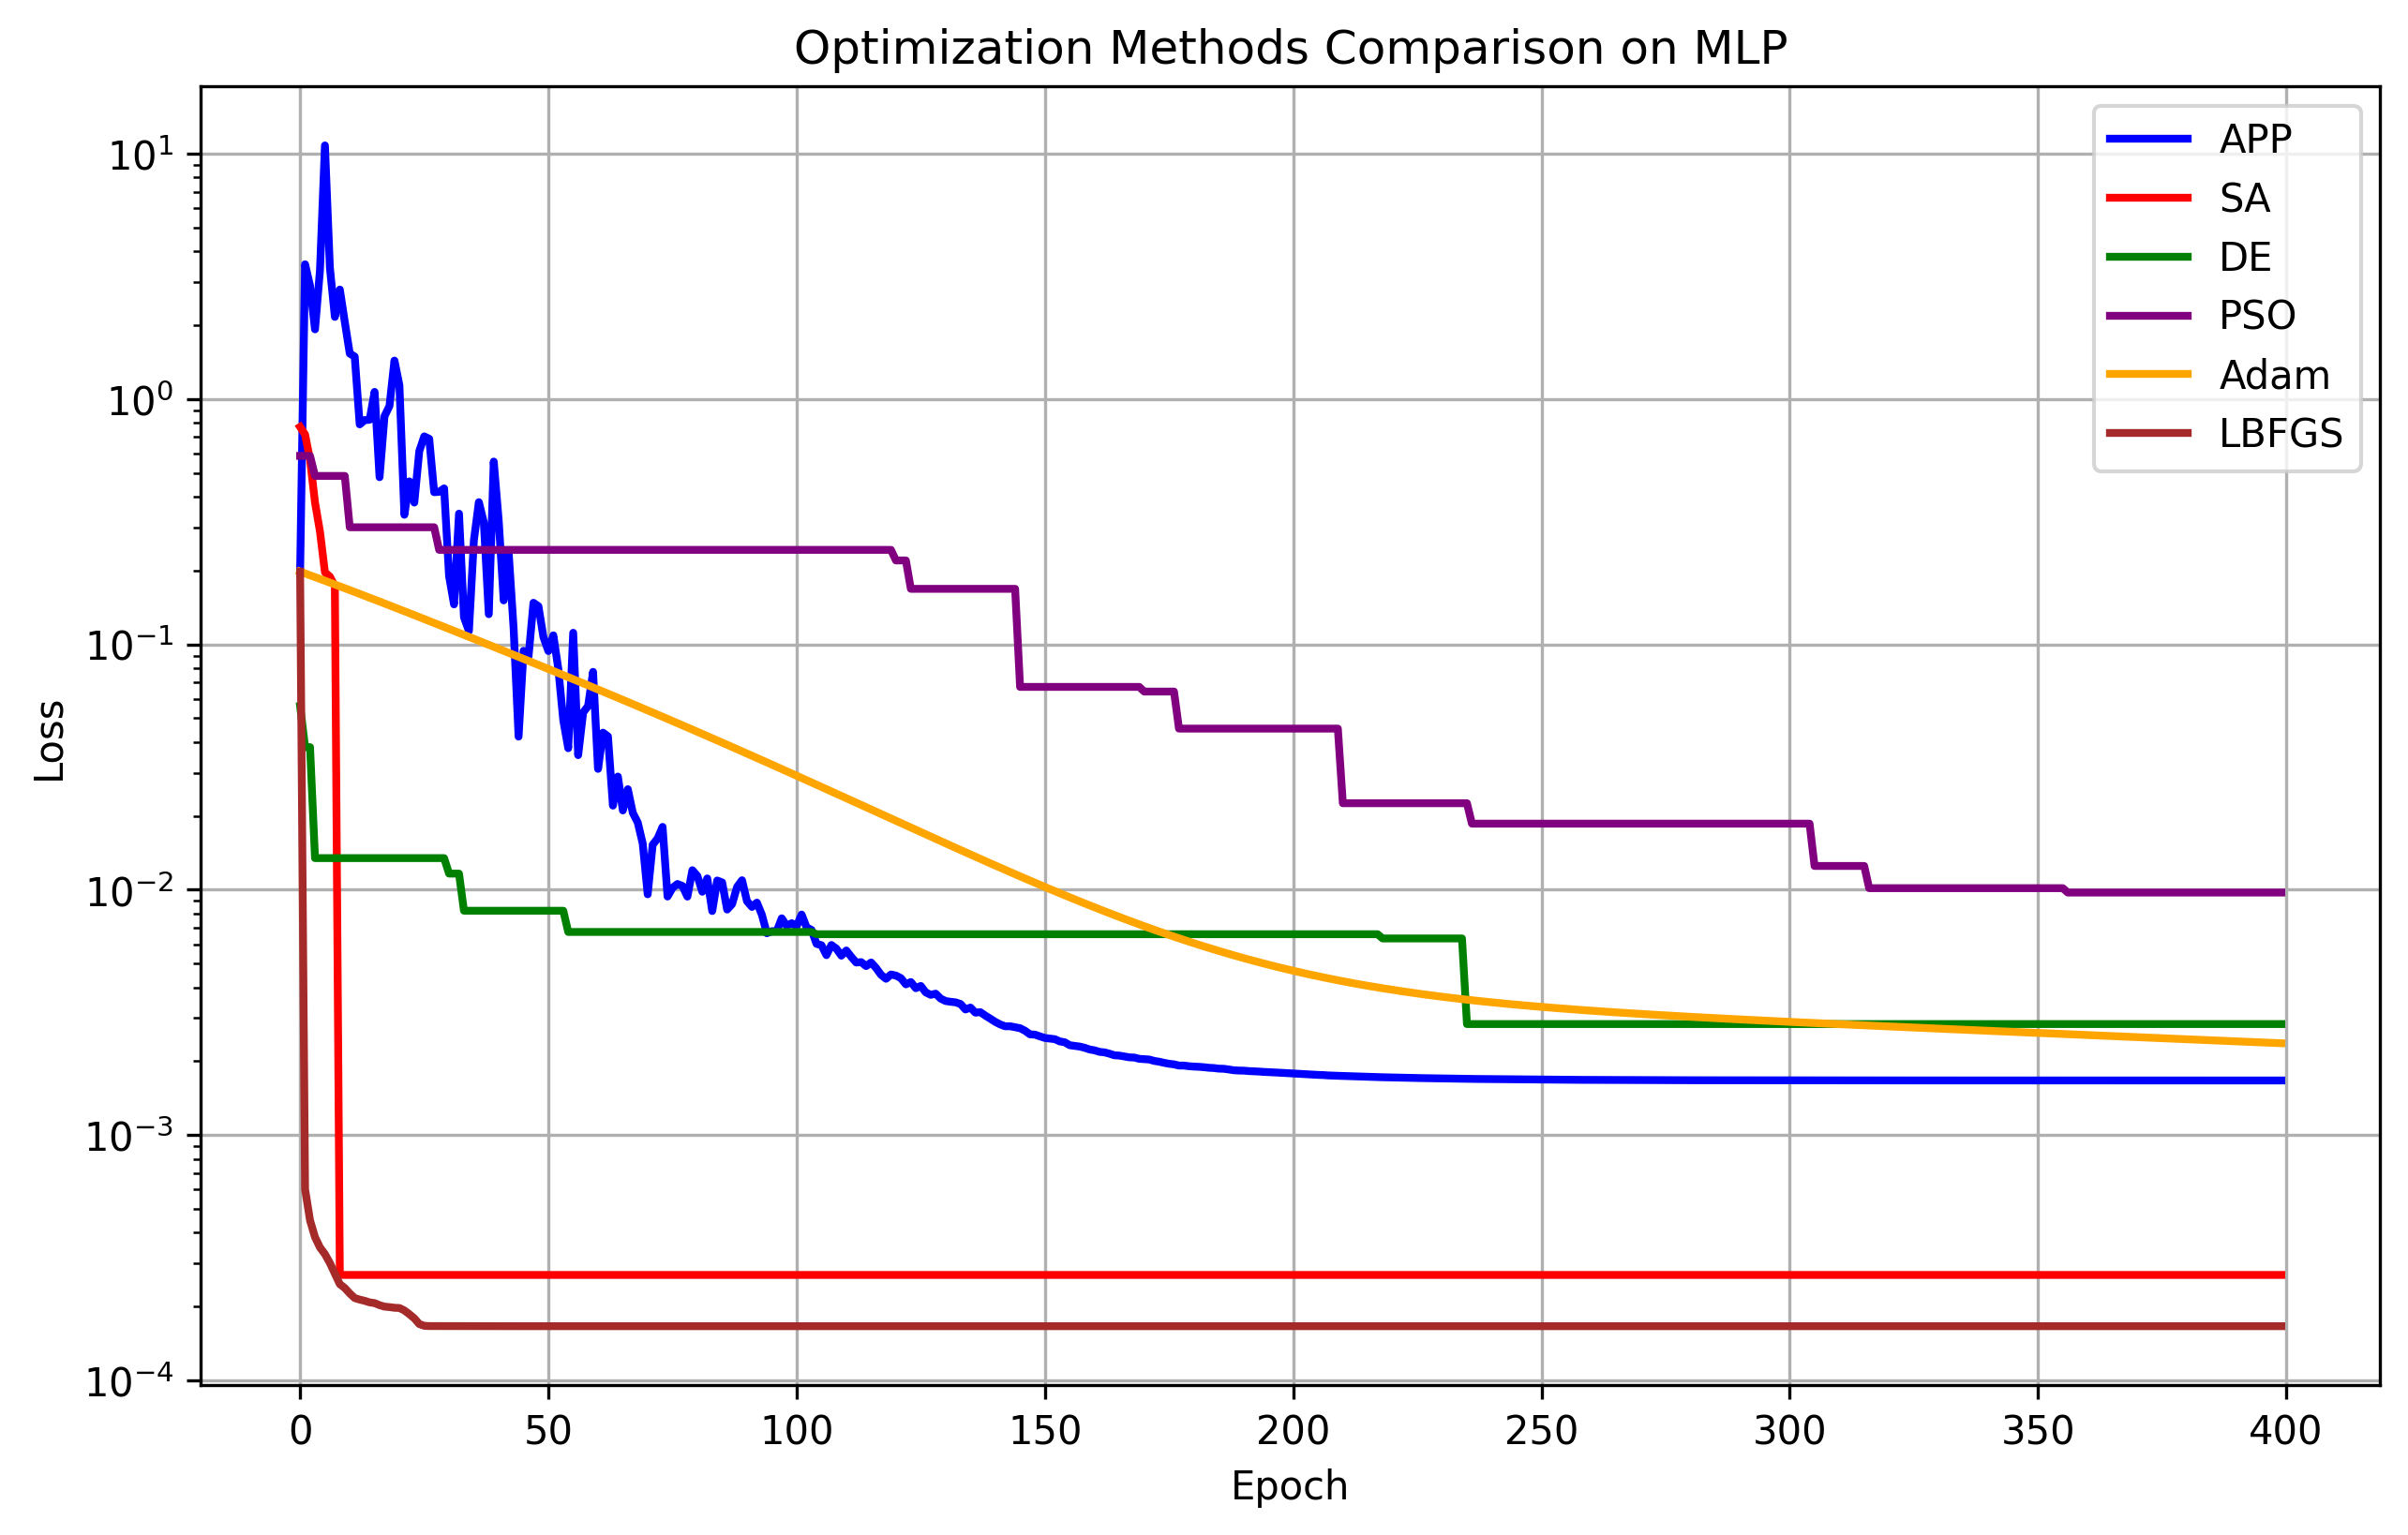 Optimization Methods Comparison on MLP
10¹
10⁰
10⁻¹
10⁻²
10⁻³
10⁻⁴
Loss
APP
SA
DE
PSO
Adam
LBFGS
0 50 100 150 200 250 300 350 400
Epoch